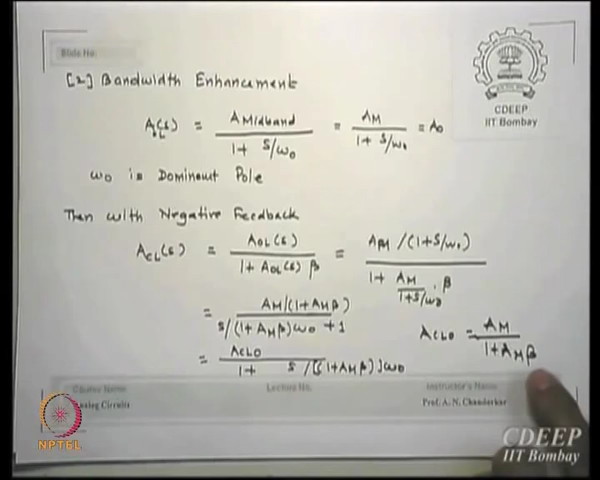 Slide No.
[2] Bandwidth Enhancement
CDEEP
IIT Bombay
AOL(s) = AMidband / 1 + s/ω0 = AM / 1 + s/ω0 = A0
ω0 is Dominant Pole
Then with Negative Feedback
ACL(s) = AOL(s) / 1 + AOL(s) β = AM /(1+s/ω0) / 1 + AM / 1+s/ω0 . β
= AM/(1+AMβ) / s/(1+AMβ)ω0 + 1
ACLO = AM / 1+AMβ
= ACLO / 1 + s/[(1+AMβ)]ω0
Course Name
Analog Circuits
Lecture No.
Instructor's Name
Prof. A. N. Chandorkar
NPTEL
CDEEP
IIT Bombay